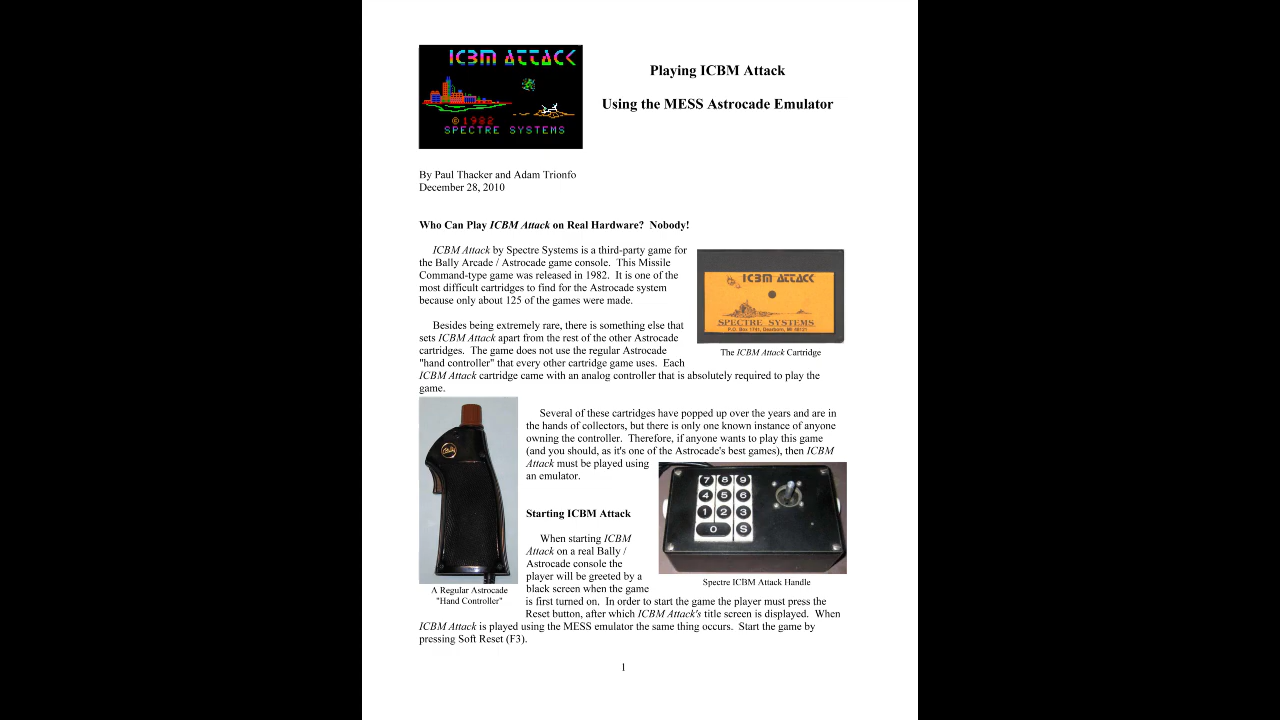 ICBM ATTACK
© 1982
SPECTRE SYSTEMS
Playing ICBM Attack
Using the MESS Astrocade Emulator
By Paul Thacker and Adam Trionfo
December 28, 2010
Who Can Play ICBM Attack on Real Hardware?  Nobody!
ICBM Attack by Spectre Systems is a third-party game for
the Bally Arcade / Astrocade game console.  This Missile
Command-type game was released in 1982.  It is one of the
most difficult cartridges to find for the Astrocade system
because only about 125 of the games were made.
Besides being extremely rare, there is something else that
sets ICBM Attack apart from the rest of the other Astrocade
cartridges.  The game does not use the regular Astrocade
"hand controller" that every other cartridge game uses.  Each
ICBM Attack cartridge came with an analog controller that is absolutely required to play the
game.
ICBM ATTACK
SPECTRE SYSTEMS
P.O. Box 1741, Dearborn, MI 48121
The ICBM Attack Cartridge
Several of these cartridges have popped up over the years and are in
the hands of collectors, but there is only one known instance of anyone
owning the controller.  Therefore, if anyone wants to play this game
(and you should, as it's one of the Astrocade's best games), then ICBM
Attack must be played using
an emulator.
Bally
A Regular Astrocade
"Hand Controller"
7 8 9
4 5 6
1 2 3
0 S
Spectre ICBM Attack Handle
Starting ICBM Attack
When starting ICBM
Attack on a real Bally /
Astrocade console the
player will be greeted by a
black screen when the game
is first turned on.  In order to start the game the player must press the
Reset button, after which ICBM Attack's title screen is displayed.  When
ICBM Attack is played using the MESS emulator the same thing occurs.  Start the game by
pressing Soft Reset (F3).
1